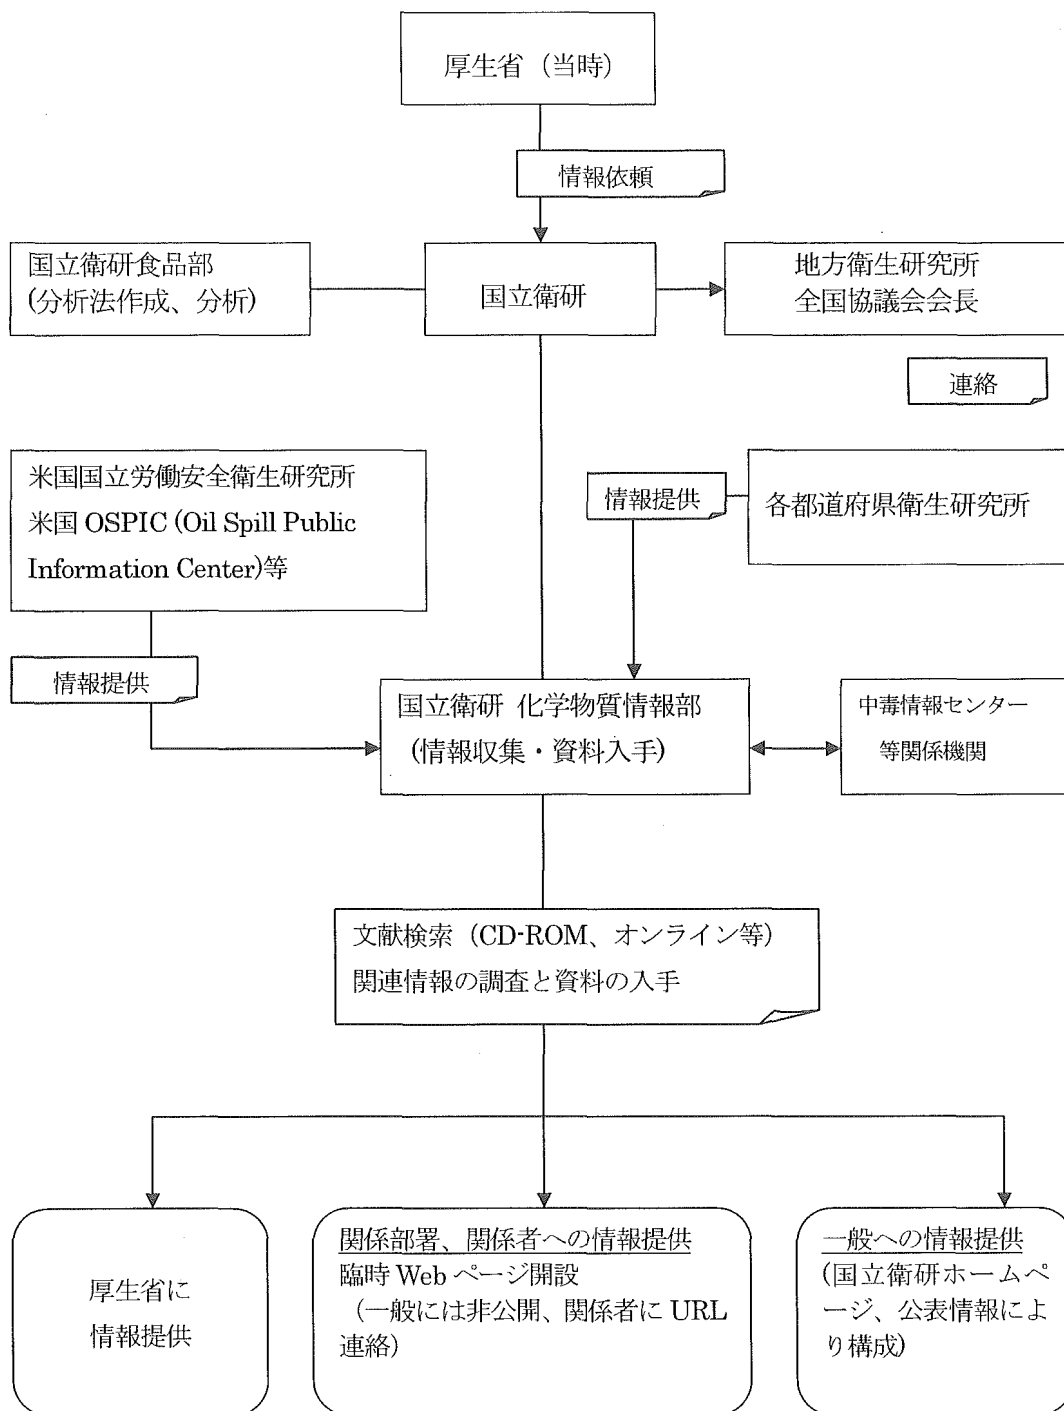 厚生省（当時）
情報依頼
国立衛研食品部
(分析法作成、分析)
国立衛研
地方衛生研究所
全国協議会会長
連絡
米国国立労働安全衛生研究所
米国 OSPIC (Oil Spill Public
Information Center)等
情報提供
各都道府県衛生研究所
情報提供
国立衛研 化学物質情報部
(情報収集・資料入手)
中毒情報センター
等関係機関
文献検索（CD-ROM、オンライン等）
関連情報の調査と資料の入手
厚生省に
情報提供
関係部署、関係者への情報提供
臨時 Web ページ開設
（一般には非公開、関係者に URL
連絡）
一般への情報提供
(国立衛研ホームペ
ージ、公表情報によ
り構成)